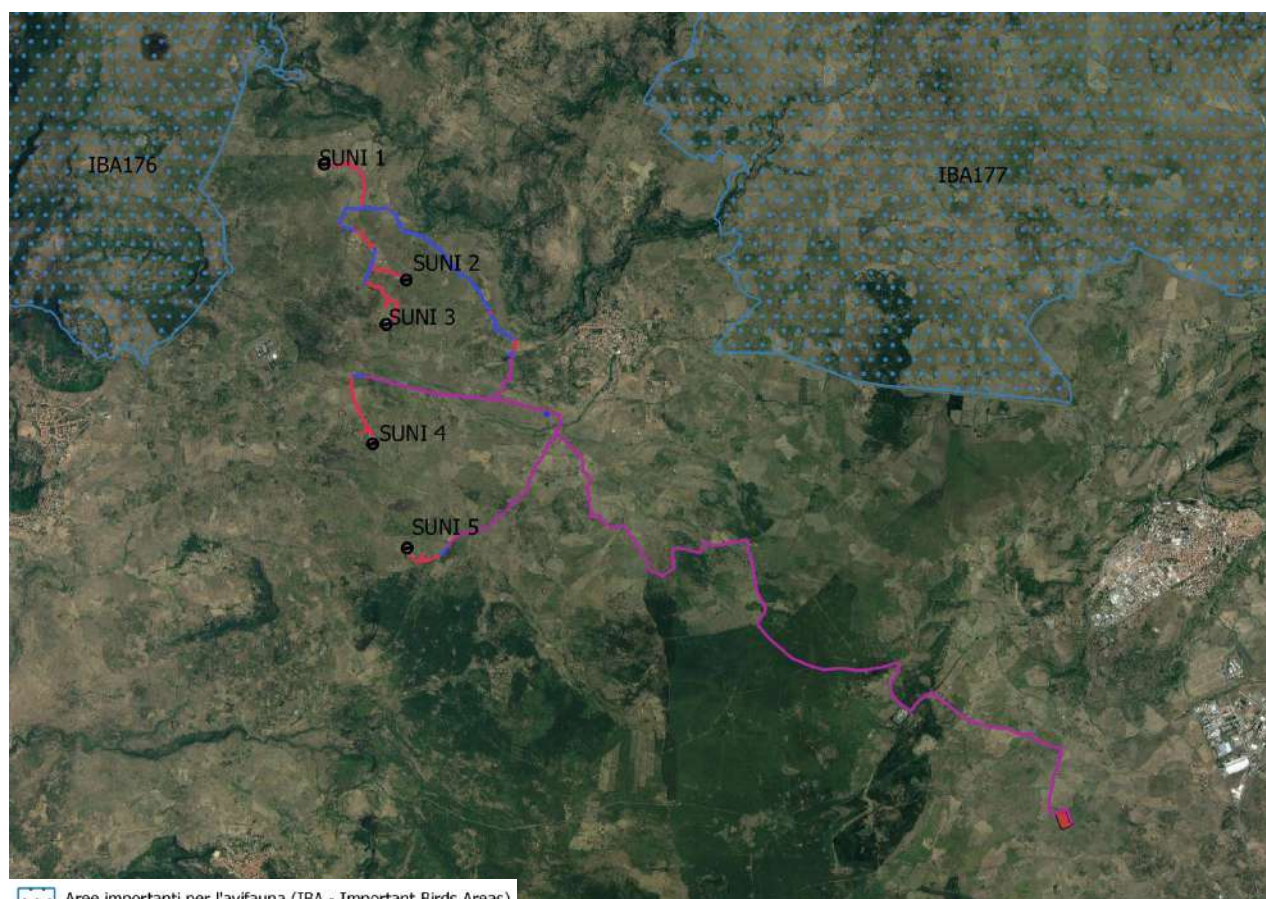 SUNI 1
IBA176
IBA177
SUNI 2
SUNI 3
SUNI 4
SUNI 5
Aree importanti per l'avifauna (IBA - Important Birds Areas)